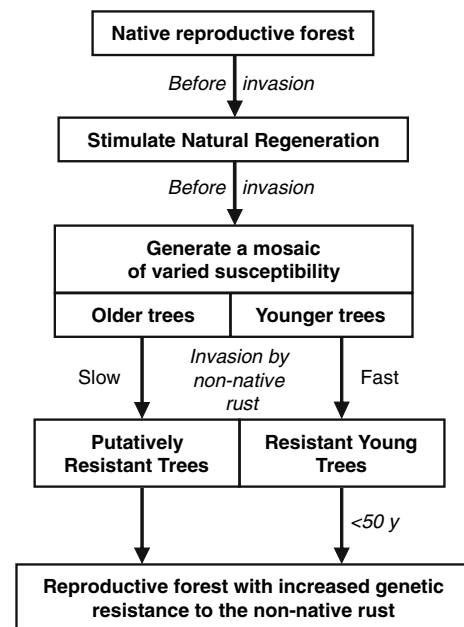 Native reproductive forest
Before invasion
Stimulate Natural Regeneration
Before invasion
Generate a mosaic
of varied susceptibility
Older trees Younger trees
Slow
Invasion by
non-native
rust
Fast
Putatively
Resistant Trees
Resistant Young
Trees
<50 y
Reproductive forest with increased genetic
resistance to the non-native rust